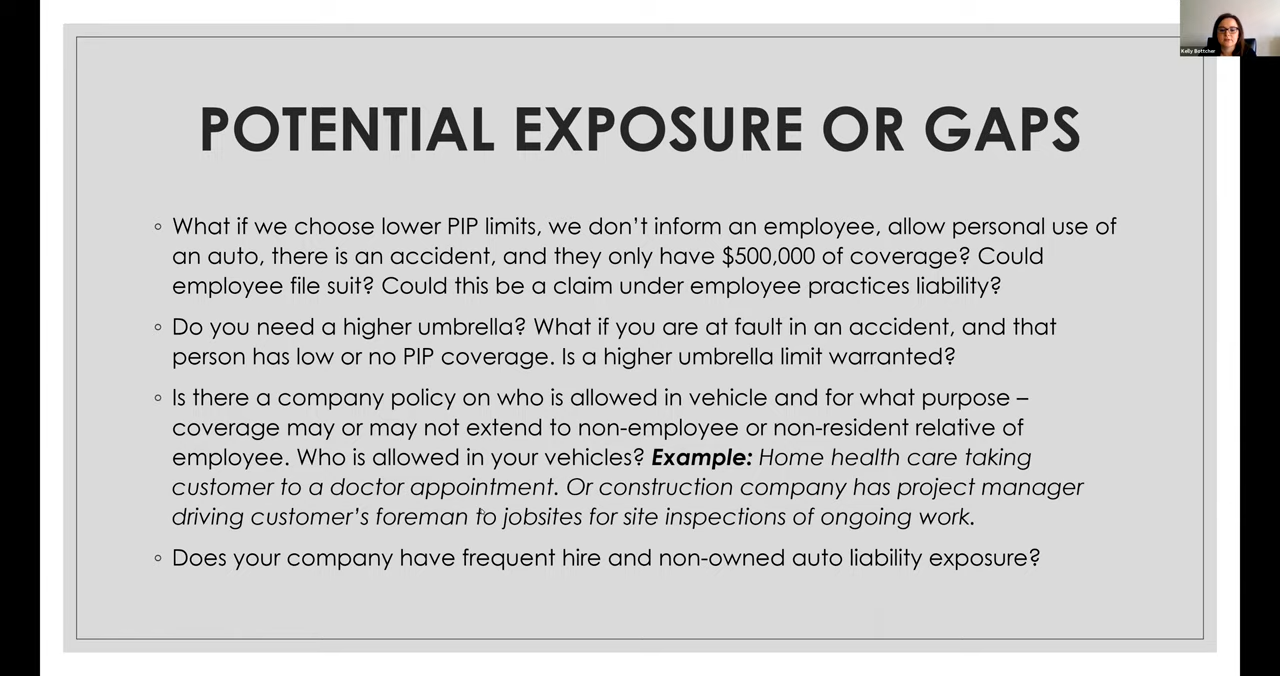 Kelly Bottcher
POTENTIAL EXPOSURE OR GAPS
◦ What if we choose lower PIP limits, we don’t inform an employee, allow personal use of
an auto, there is an accident, and they only have $500,000 of coverage? Could
employee file suit? Could this be a claim under employee practices liability?
◦ Do you need a higher umbrella? What if you are at fault in an accident, and that
person has low or no PIP coverage. Is a higher umbrella limit warranted?
◦ Is there a company policy on who is allowed in vehicle and for what purpose –
coverage may or may not extend to non-employee or non-resident relative of
employee. Who is allowed in your vehicles? Example: Home health care taking
customer to a doctor appointment. Or construction company has project manager
driving customer’s foreman to jobsites for site inspections of ongoing work.
◦ Does your company have frequent hire and non-owned auto liability exposure?